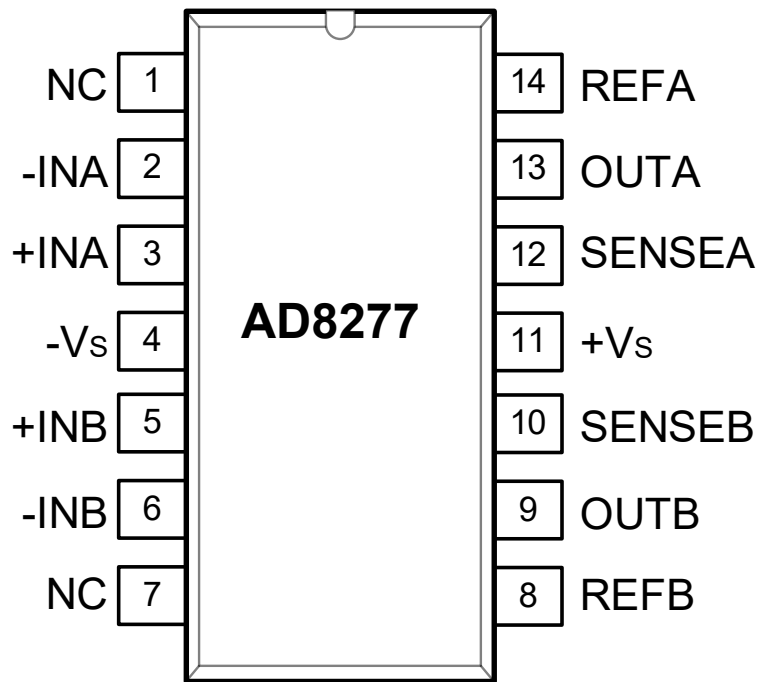 NC 1 14 REFA
-INA 2 13 OUTA
+INA 3 12 SENSEA
AD8277
-Vs 4 11 +Vs
+INB 5 10 SENSEB
-INB 6 9 OUTB
NC 7 8 REFB